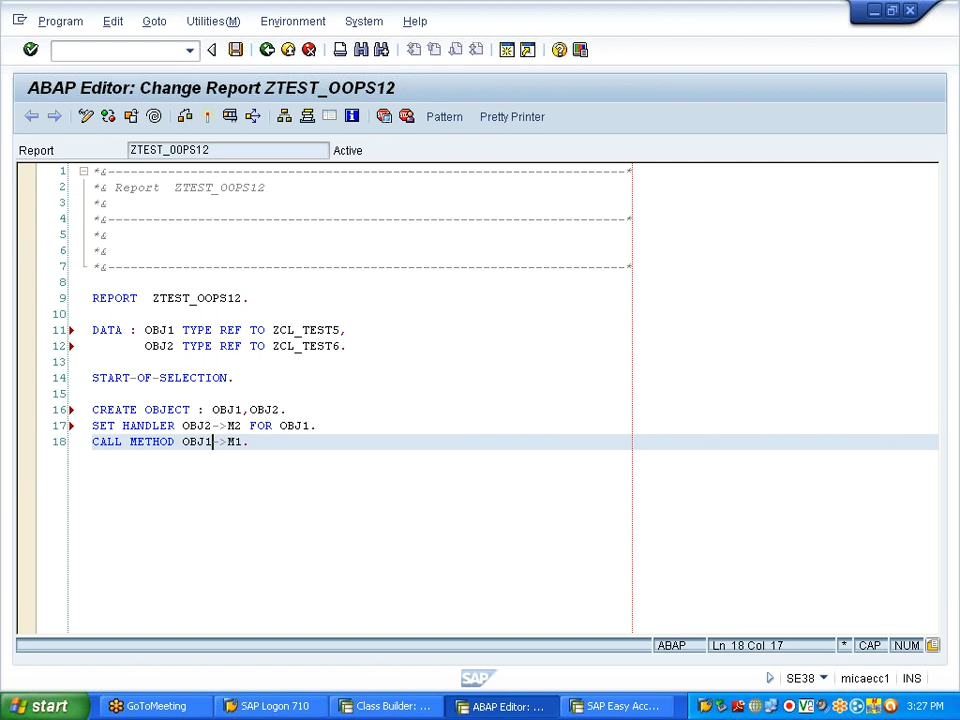 Program Edit Goto Utilities(M) Environment System Help
ABAP Editor: Change Report ZTEST_OOPS12
Pattern Pretty Printer
Report ZTEST_OOPS12 Active
1 *&---------------------------------------------------------------------*
2 *& Report  ZTEST_OOPS12
3 *&
4 *&---------------------------------------------------------------------*
5 *&
6 *&
7 *&---------------------------------------------------------------------*
8
9 REPORT  ZTEST_OOPS12.
10
11 DATA : OBJ1 TYPE REF TO ZCL_TEST5,
12        OBJ2 TYPE REF TO ZCL_TEST6.
13
14 START-OF-SELECTION.
15
16 CREATE OBJECT : OBJ1,OBJ2.
17 SET HANDLER OBJ2->M2 FOR OBJ1.
18 CALL METHOD OBJ1->M1.
ABAP Ln 18 Col 17 * CAP NUM
SAP SE38 micaecc1 INS
start GoToMeeting SAP Logon 710 Class Builder: ... ABAP Editor: ... SAP Easy Acc... 3:27 PM